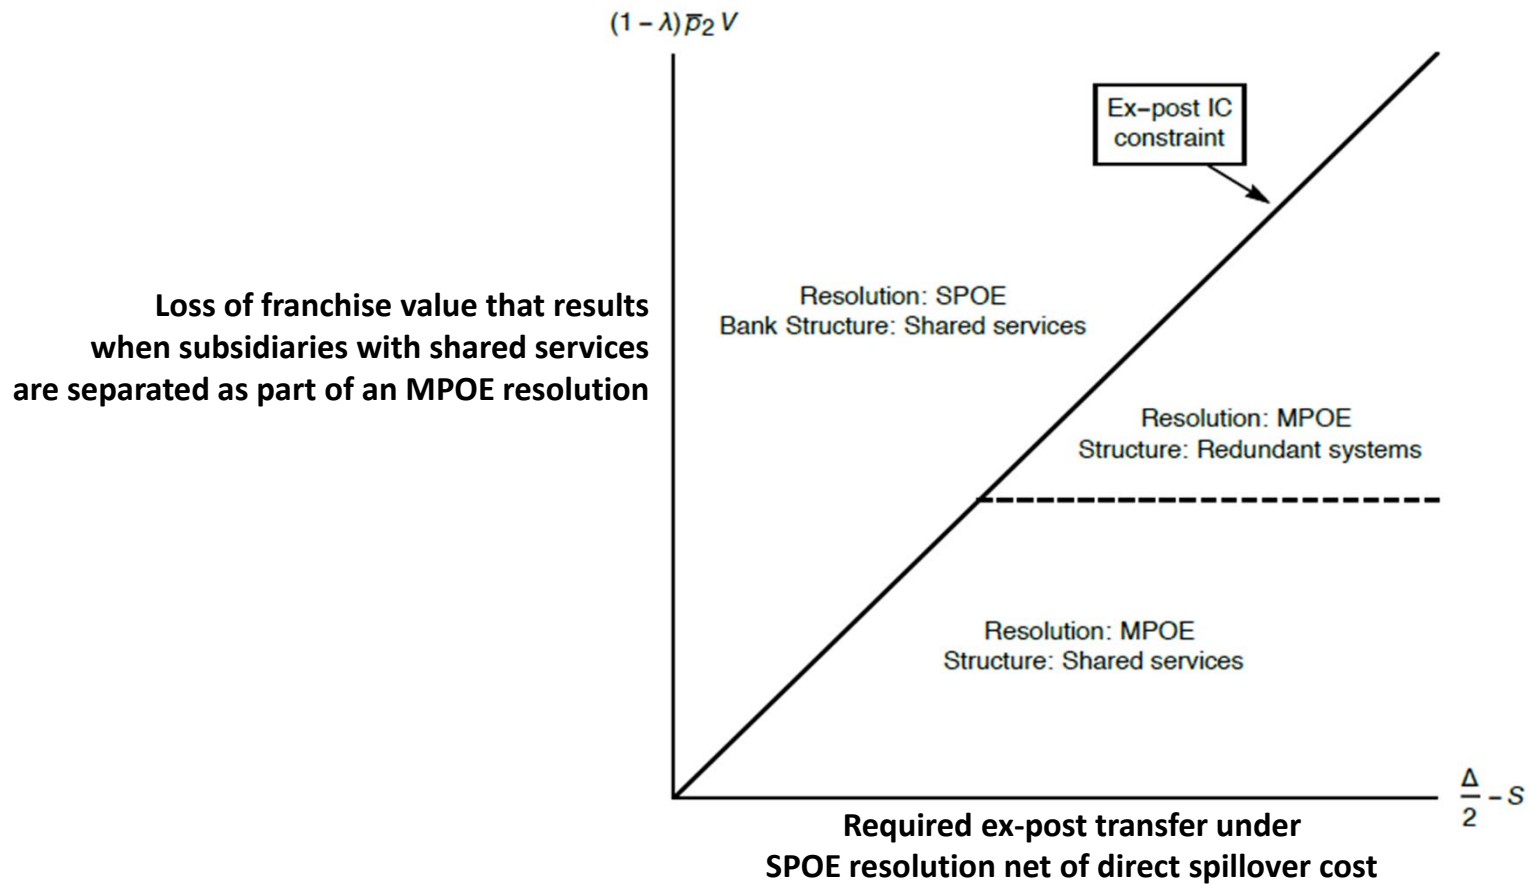 (1 − λ) p̅₂ V
Ex−post IC
constraint
Loss of franchise value that results
when subsidiaries with shared services
are separated as part of an MPOE resolution
Resolution: SPOE
Bank Structure: Shared services
Resolution: MPOE
Structure: Redundant systems
Resolution: MPOE
Structure: Shared services
Δ/2 − S
Required ex-post transfer under
SPOE resolution net of direct spillover cost